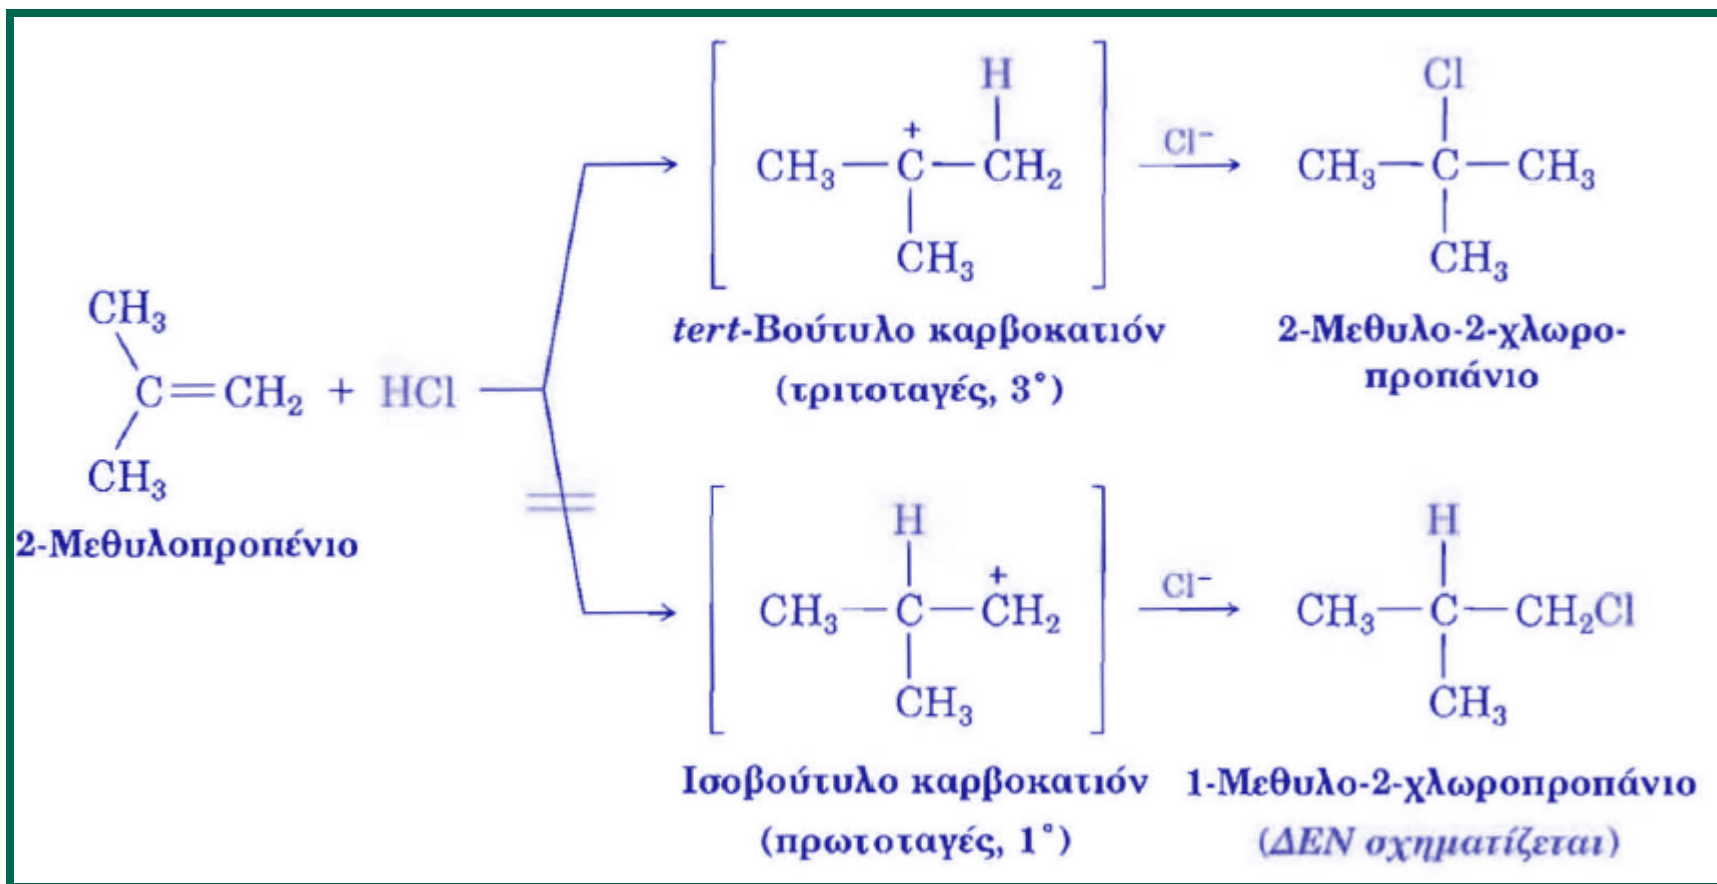 H
CH₃—C⁺—CH₂
CH₃
Cl⁻
Cl
CH₃—C—CH₃
CH₃
tert-Βούτυλο καρβοκατιόν
(τριτοταγές, 3°)
2-Μεθυλο-2-χλωρο-
προπάνιο
CH₃
C=CH₂ + HCl
CH₃
2-Μεθυλοπροπένιο
H
CH₃—C—C⁺H₂
CH₃
Cl⁻
H
CH₃—C—CH₂Cl
CH₃
Ισοβούτυλο καρβοκατιόν
(πρωτοταγές, 1°)
1-Μεθυλο-2-χλωροπροπάνιο
(ΔΕΝ σχηματίζεται)